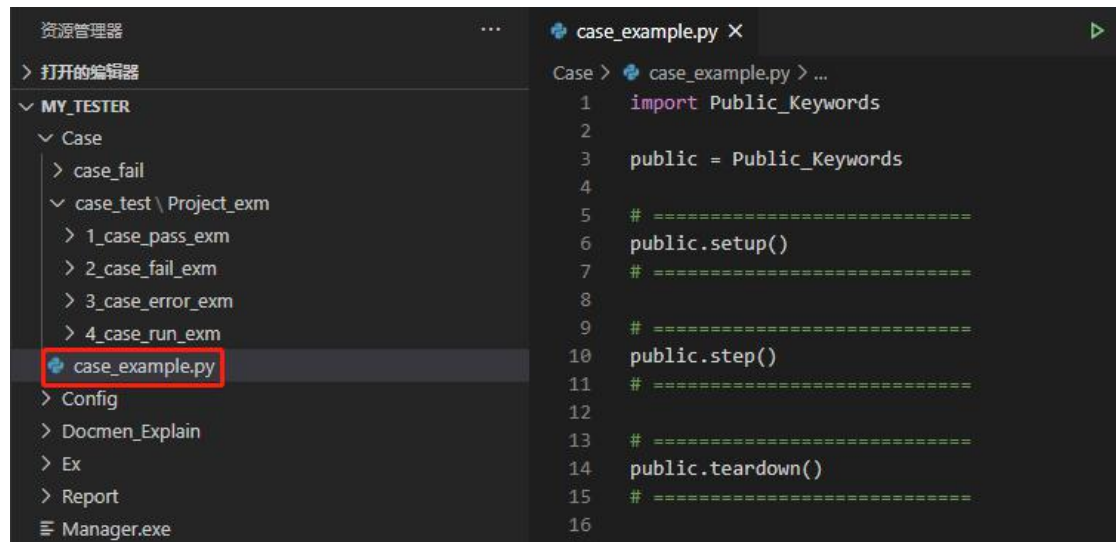 资源管理器
···
> 打开的编辑器
MY_TESTER
Case
> case_fail
case_test \ Project_exm
> 1_case_pass_exm
> 2_case_fail_exm
> 3_case_error_exm
> 4_case_run_exm
case_example.py
> Config
> Docmen_Explain
> Ex
> Report
Manager.exe
case_example.py ×
Case > case_example.py > ...
1 import Public_Keywords
2
3 public = Public_Keywords
4
5 # ============================
6 public.setup()
7 # ============================
8
9 # ============================
10 public.step()
11 # ============================
12
13 # ============================
14 public.teardown()
15 # ============================
16